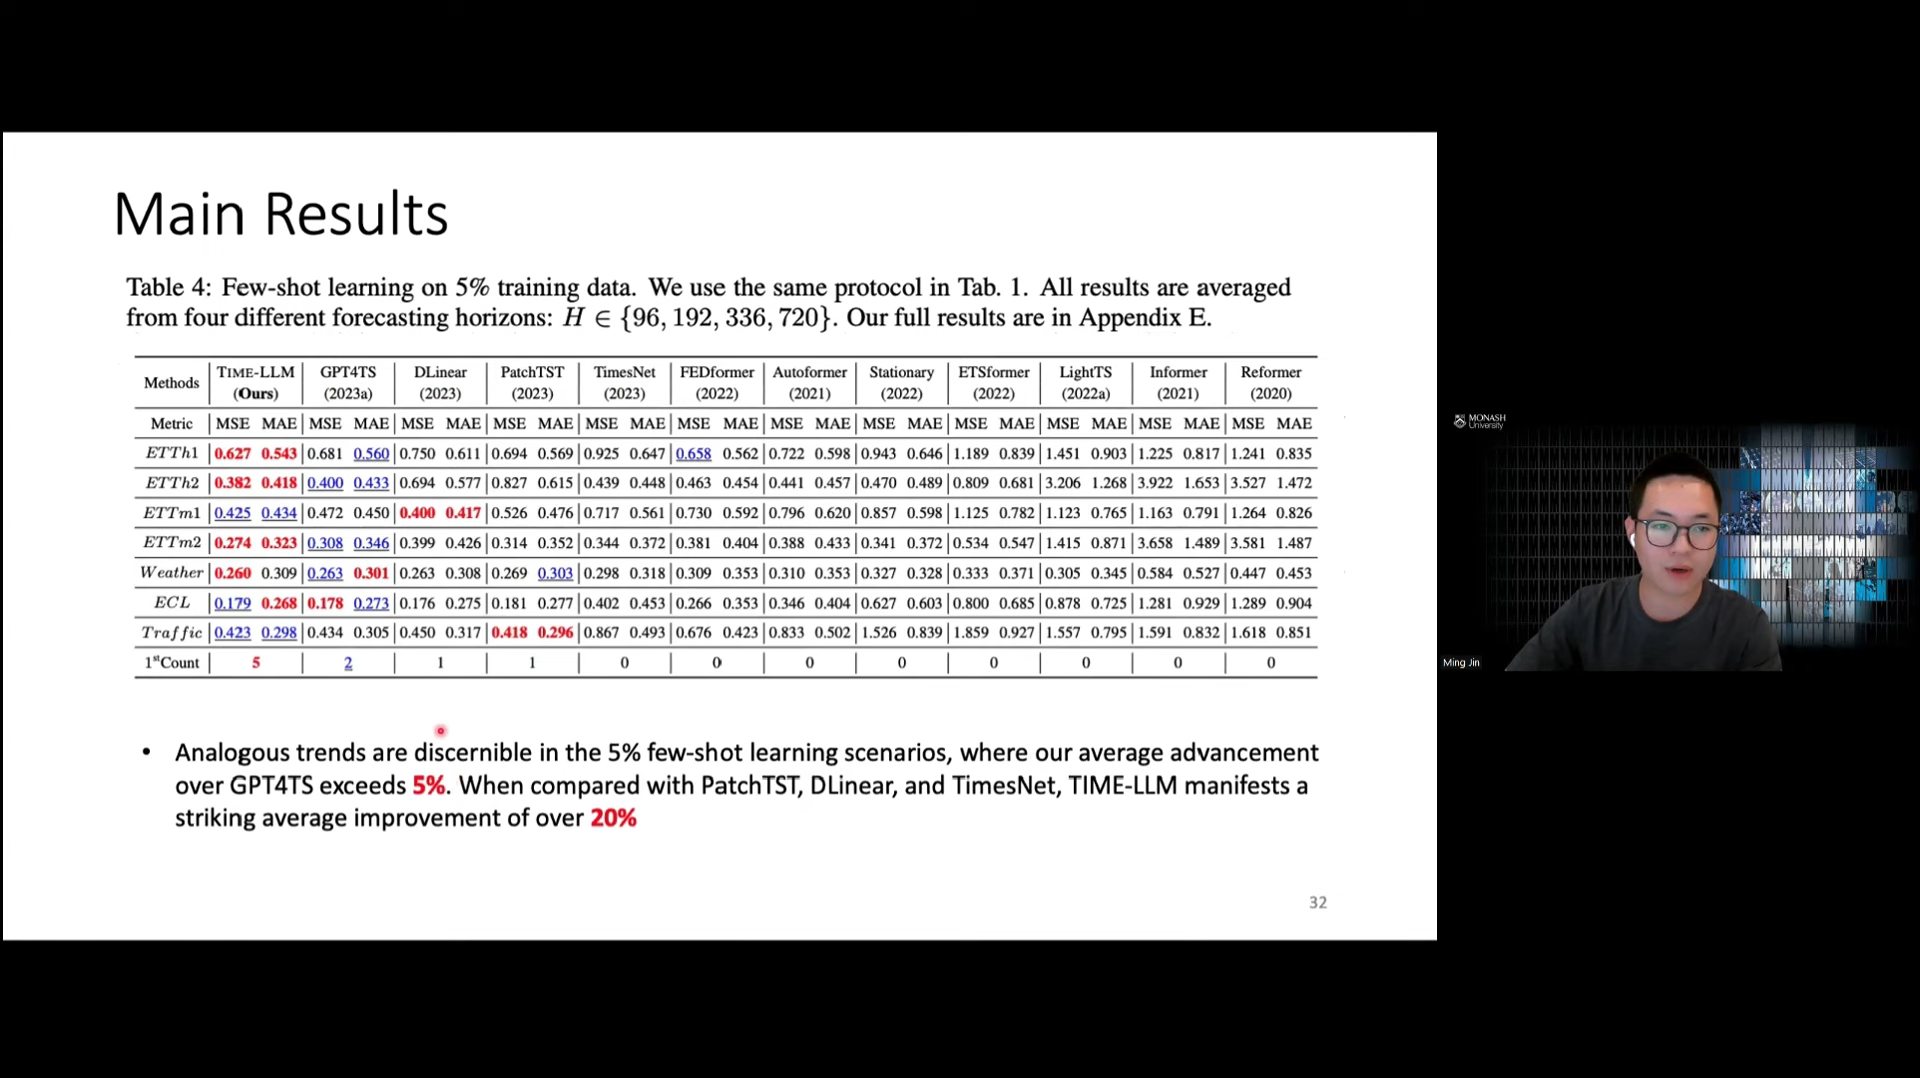 Main Results
Table 4: Few-shot learning on 5% training data. We use the same protocol in Tab. 1. All results are averaged
from four different forecasting horizons: H ∈ {96, 192, 336, 720}. Our full results are in Appendix E.
Methods | TIME-LLM (Ours) | GPT4TS (2023a) | DLinear (2023) | PatchTST (2023) | TimesNet (2023) | FEDformer (2022) | Autoformer (2021) | Stationary (2022) | ETSformer (2022) | LightTS (2022a) | Informer (2021) | Reformer (2020)
Metric | MSE MAE | MSE MAE | MSE MAE | MSE MAE | MSE MAE | MSE MAE | MSE MAE | MSE MAE | MSE MAE | MSE MAE | MSE MAE | MSE MAE
ETTh1 | 0.627 0.543 | 0.681 0.560 | 0.750 0.611 | 0.694 0.569 | 0.925 0.647 | 0.658 0.562 | 0.722 0.598 | 0.943 0.646 | 1.189 0.839 | 1.451 0.903 | 1.225 0.817 | 1.241 0.835
ETTh2 | 0.382 0.418 | 0.400 0.433 | 0.694 0.577 | 0.827 0.615 | 0.439 0.448 | 0.463 0.454 | 0.441 0.457 | 0.470 0.489 | 0.809 0.681 | 3.206 1.268 | 3.922 1.653 | 3.527 1.472
ETTm1 | 0.425 0.434 | 0.472 0.450 | 0.400 0.417 | 0.526 0.476 | 0.717 0.561 | 0.730 0.592 | 0.796 0.620 | 0.857 0.598 | 1.125 0.782 | 1.123 0.765 | 1.163 0.791 | 1.264 0.826
ETTm2 | 0.274 0.323 | 0.308 0.346 | 0.399 0.426 | 0.314 0.352 | 0.344 0.372 | 0.381 0.404 | 0.388 0.433 | 0.341 0.372 | 0.534 0.547 | 1.415 0.871 | 3.658 1.489 | 3.581 1.487
Weather | 0.260 0.309 | 0.263 0.301 | 0.263 0.308 | 0.269 0.303 | 0.298 0.318 | 0.309 0.353 | 0.310 0.353 | 0.327 0.328 | 0.333 0.371 | 0.305 0.345 | 0.584 0.527 | 0.447 0.453
ECL | 0.179 0.268 | 0.178 0.273 | 0.176 0.275 | 0.181 0.277 | 0.402 0.453 | 0.266 0.353 | 0.346 0.404 | 0.627 0.603 | 0.800 0.685 | 0.878 0.725 | 1.281 0.929 | 1.289 0.904
Traffic | 0.423 0.298 | 0.434 0.305 | 0.450 0.317 | 0.418 0.296 | 0.867 0.493 | 0.676 0.423 | 0.833 0.502 | 1.526 0.839 | 1.859 0.927 | 1.557 0.795 | 1.591 0.832 | 1.618 0.851
1stCount | 5 | 2 | 1 | 1 | 0 | 0 | 0 | 0 | 0 | 0 | 0 | 0
• Analogous trends are discernible in the 5% few-shot learning scenarios, where our average advancement
over GPT4TS exceeds 5%. When compared with PatchTST, DLinear, and TimesNet, TIME-LLM manifests a
striking average improvement of over 20%
32
MONASH
University
Ming Jin